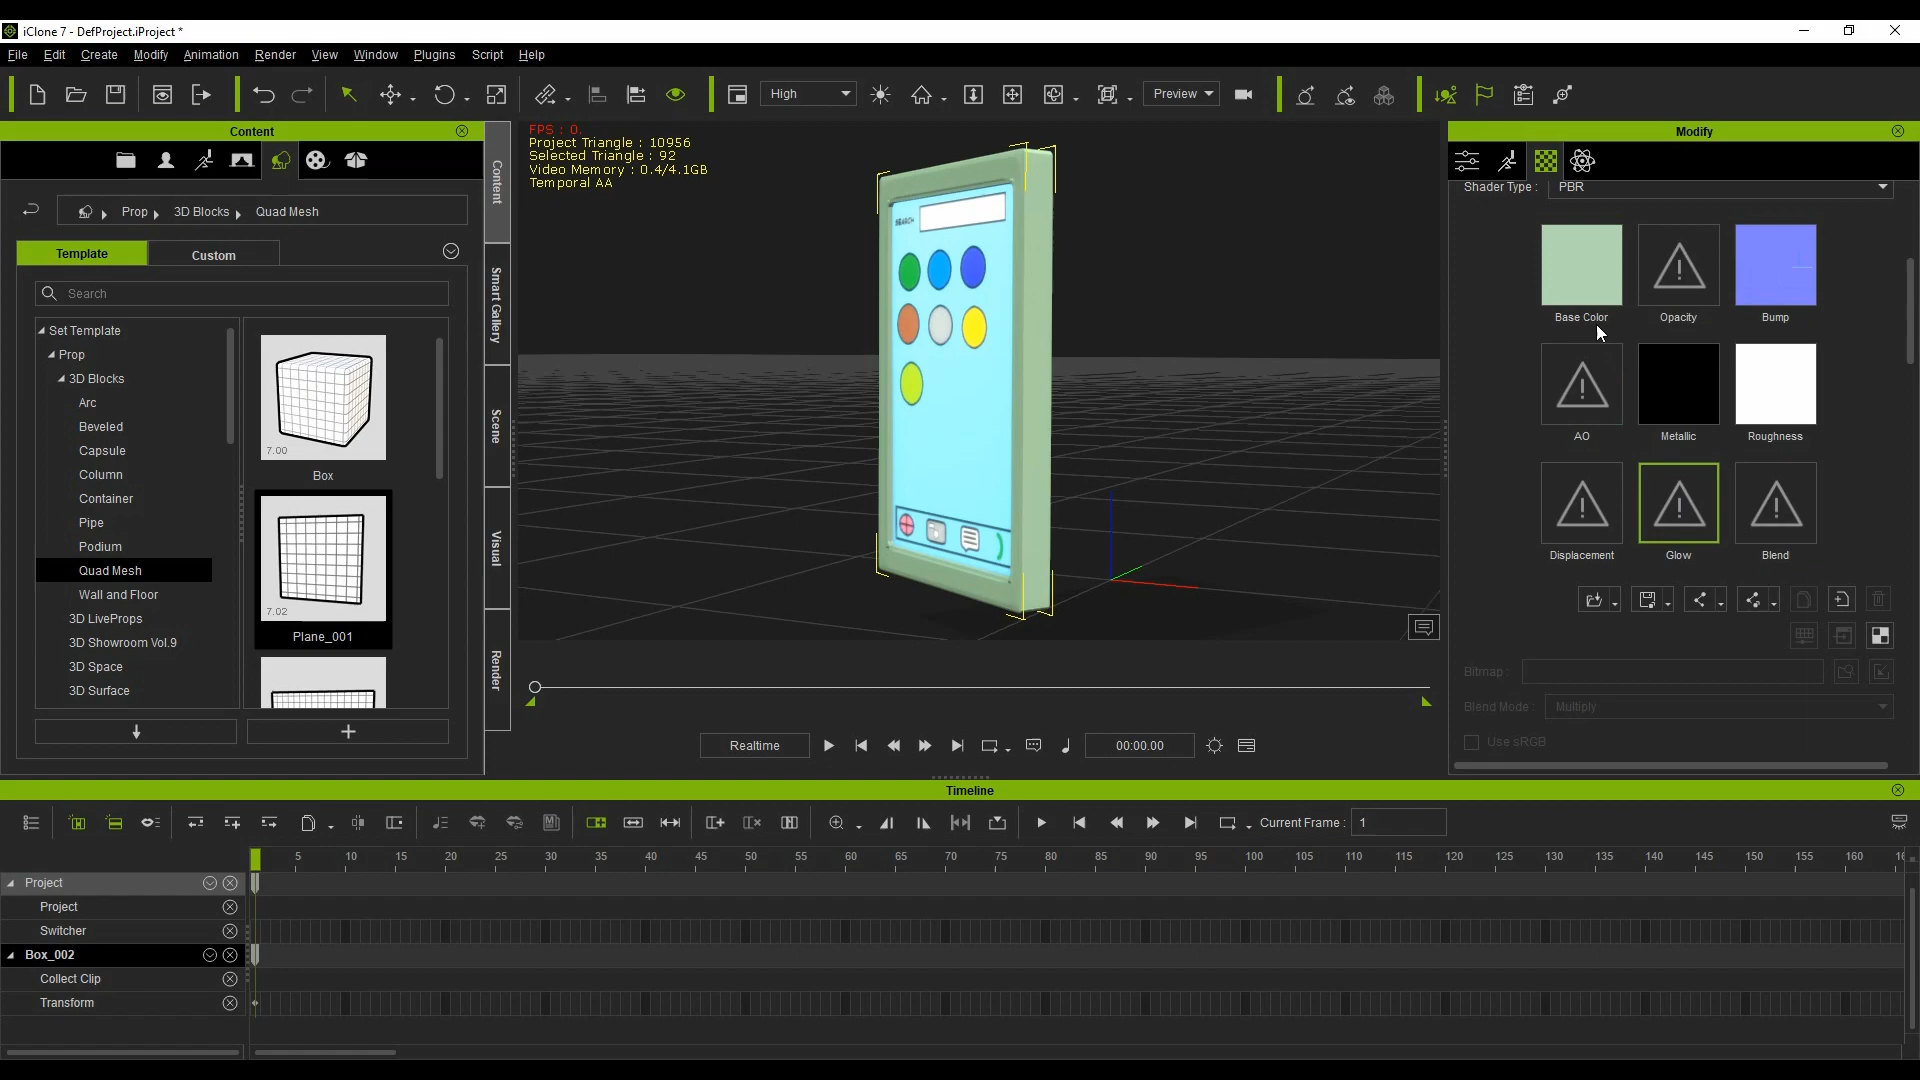 iClone 7 - DefProject.iProject *
File Edit Create Modify Animation Render View Window Plugins Script Help
High
Preview
Content
Modify
FPS : 0.
Project Triangle : 10956
Selected Triangle : 92
Video Memory : 0.4/4.1GB
Temporal AA
Prop 3D Blocks Quad Mesh
Template Custom
Search
Set Template
Prop
3D Blocks
Arc
Beveled
Capsule
Column
Container
Pipe
Podium
Quad Mesh
Wall and Floor
3D LiveProps
3D Showroom Vol.9
3D Space
3D Surface
7.00
Box
7.02
Plane_001
Content
Smart Gallery
Scene
Visual
Render
SEARCH
Shader Type : PBR
Base Color Opacity Bump
AO Metallic Roughness
Displacement Glow Blend
Bitmap :
Blend Mode : Multiply
Use sRGB
Realtime
00:00.00
Timeline
Current Frame : 1
5 10 15 20 25 30 35 40 45 50 55 60 65 70 75 80 85 90 95 100 105 110 115 120 125 130 135 140 145 150 155 160
Project
Project
Switcher
Box_002
Collect Clip
Transform